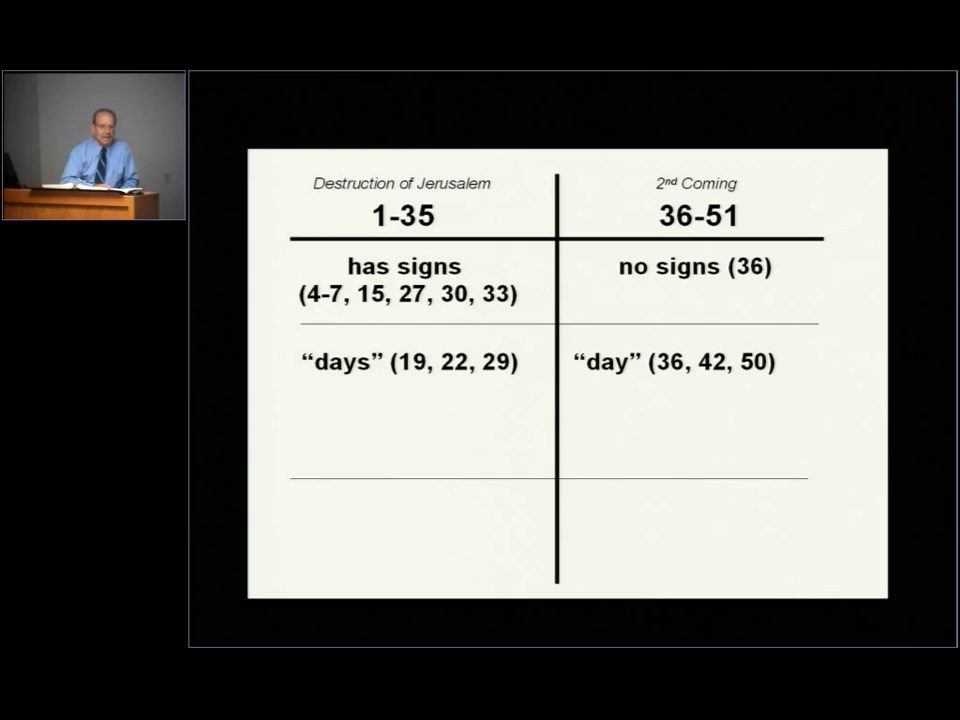 Destruction of Jerusalem
2nd Coming
1-35
36-51
has signs
(4-7, 15, 27, 30, 33)
no signs (36)
“days” (19, 22, 29)
“day” (36, 42, 50)